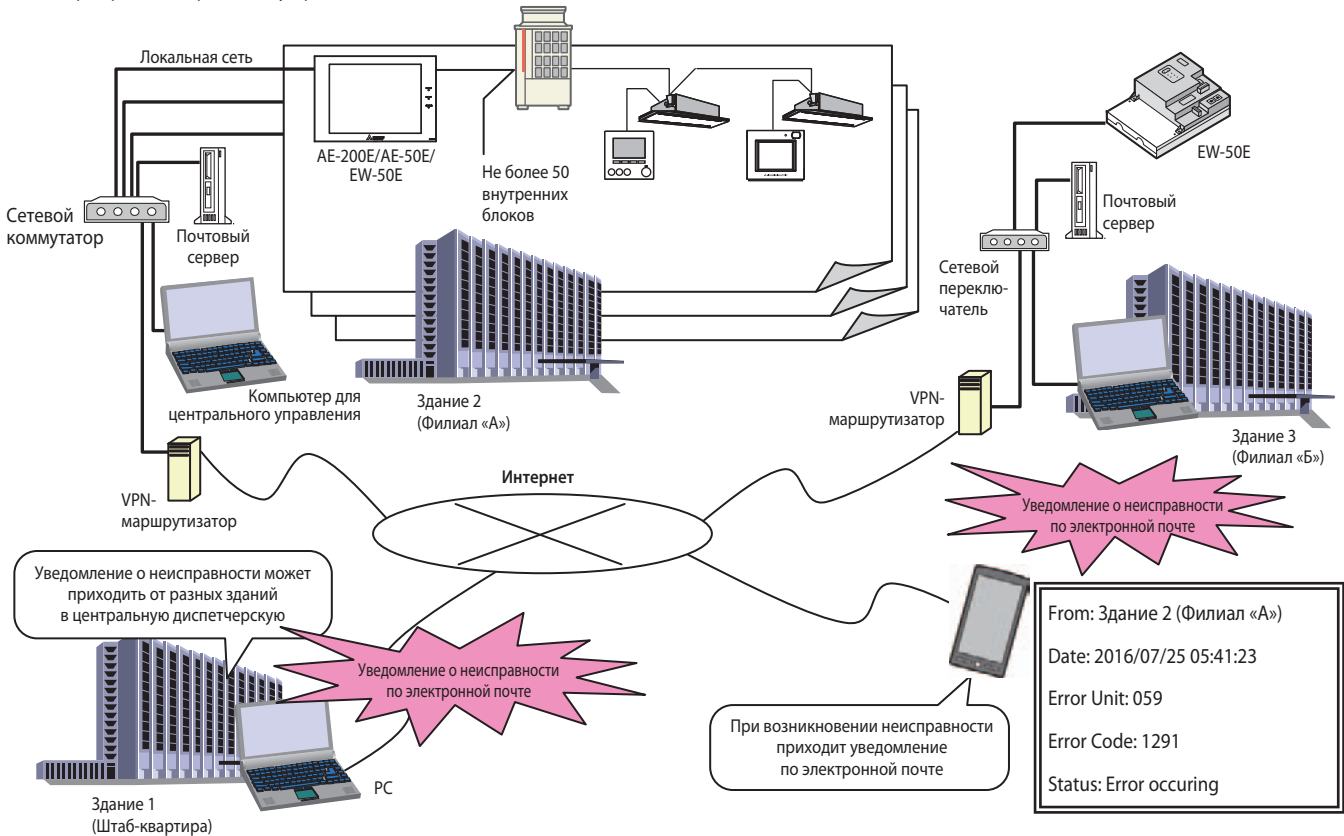 Локальная сеть
AE-200E/AE-50E/
EW-50E
Не более 50
внутренних
блоков
EW-50E
Сетевой
коммутатор
Почтовый
сервер
Почтовый
сервер
Сетевой
переклю-
чатель
Компьютер для
центрального управления
Здание 2
(Филиал «А»)
VPN-
маршрутизатор
Здание 3
(Филиал «Б»)
VPN-
маршрутизатор
Интернет
Уведомление о неисправности
по электронной почте
Уведомление о неисправности может
приходить от разных зданий
в центральную диспетчерскую
Уведомление о неисправности
по электронной почте
From: Здание 2 (Филиал «А»)
Date: 2016/07/25 05:41:23
Error Unit: 059
Error Code: 1291
Status: Error occuring
При возникновении неисправности
приходит уведомление
по электронной почте
PC
Здание 1
(Штаб-квартира)